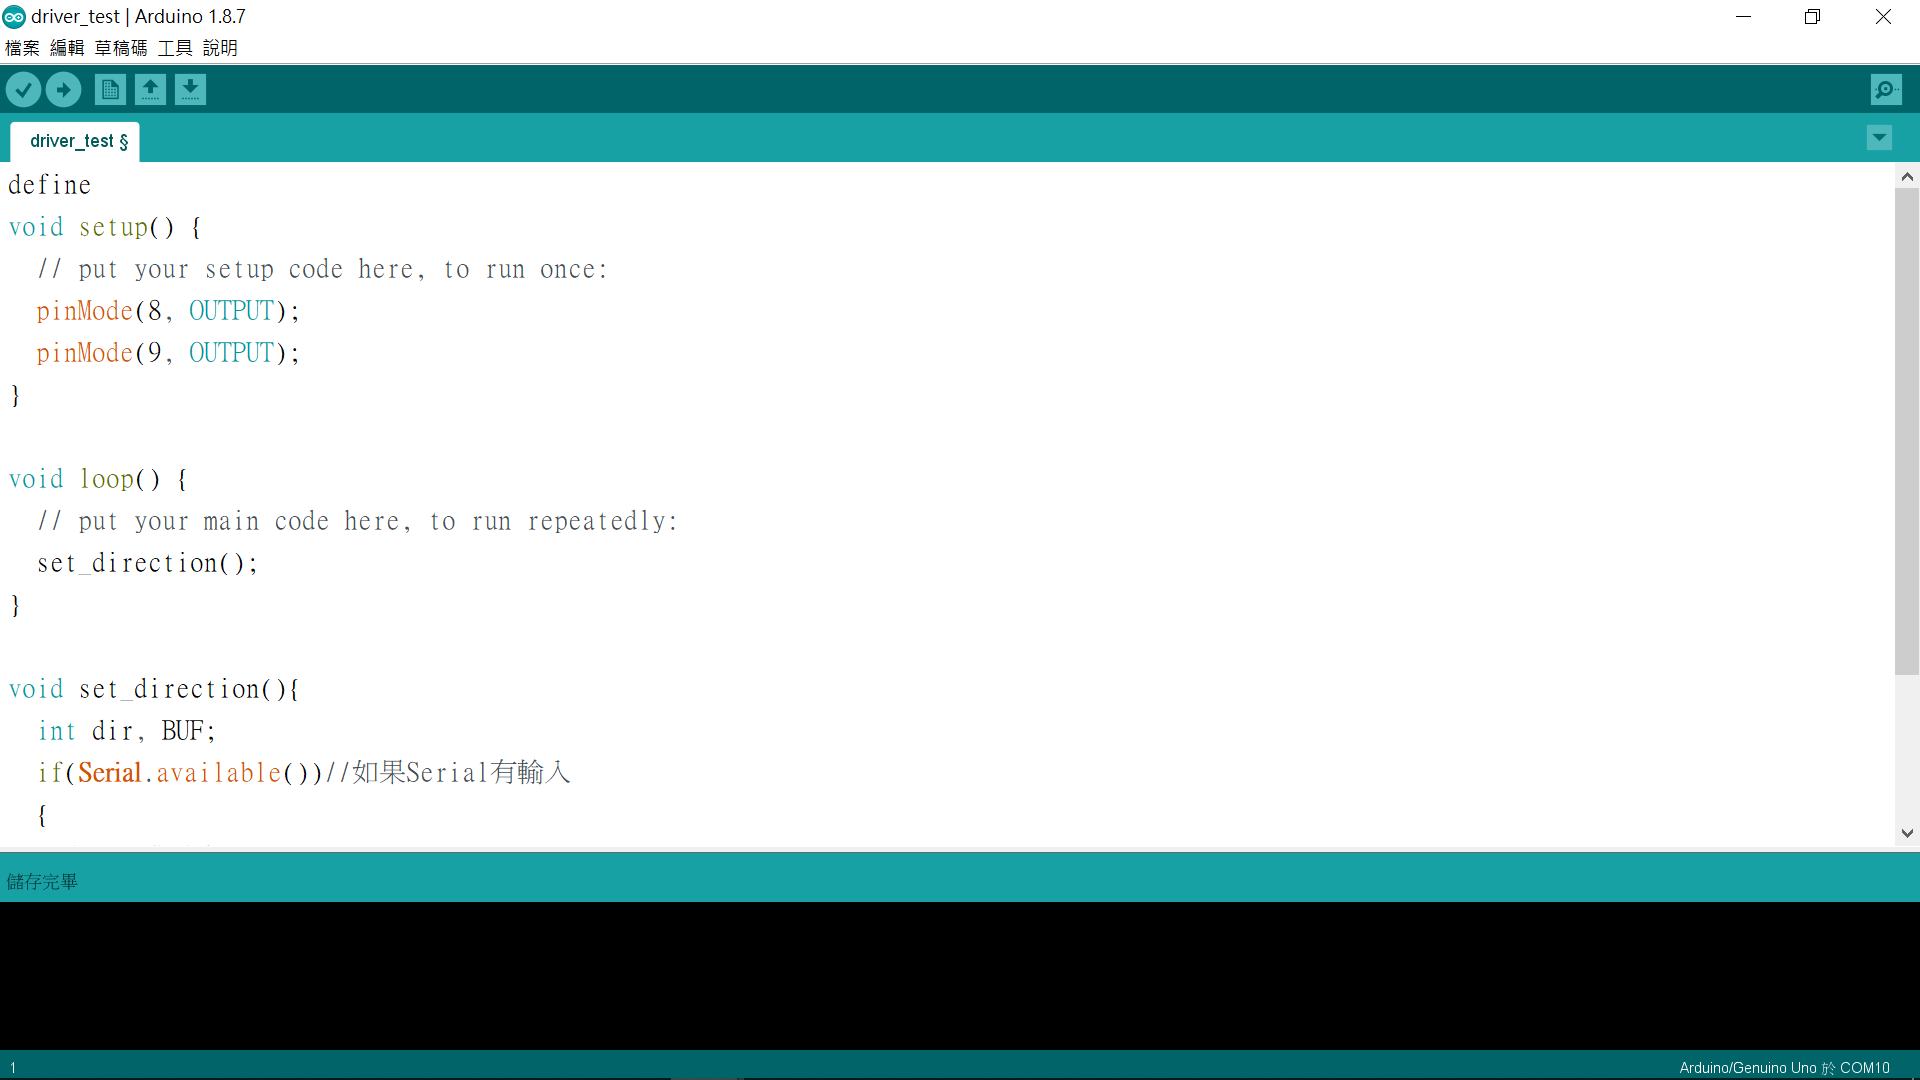 driver_test | Arduino 1.8.7
檔案 編輯 草稿碼 工具 說明
driver_test §
define
void setup() {
  // put your setup code here, to run once:
  pinMode(8, OUTPUT);
  pinMode(9, OUTPUT);
}
void loop() {
  // put your main code here, to run repeatedly:
  set_direction();
}
void set_direction(){
  int dir, BUF;
  if(Serial.available())//如果Serial有輸入
  {
儲存完畢
1
Arduino/Genuino Uno 於 COM10